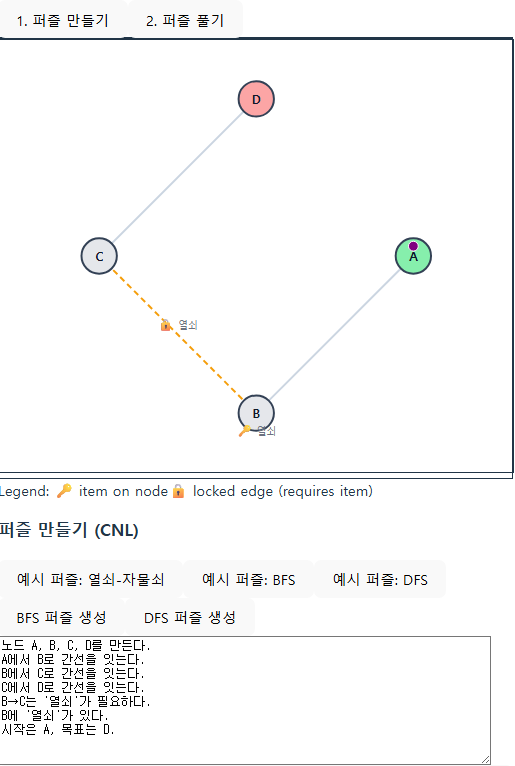 1. 퍼즐 만들기 2. 퍼즐 풀기
D
C
A
🔒 열쇠
B
🔑 열쇠
Legend: 🔑 item on node 🔒 locked edge (requires item)
퍼즐 만들기 (CNL)
예시 퍼즐: 열쇠-자물쇠 예시 퍼즐: BFS 예시 퍼즐: DFS
BFS 퍼즐 생성 DFS 퍼즐 생성
노드 A, B, C, D를 만든다.
A에서 B로 간선을 잇는다.
B에서 C로 간선을 잇는다.
C에서 D로 간선을 잇는다.
B→C는 '열쇠'가 필요하다.
B에 '열쇠'가 있다.
시작은 A, 목표는 D.